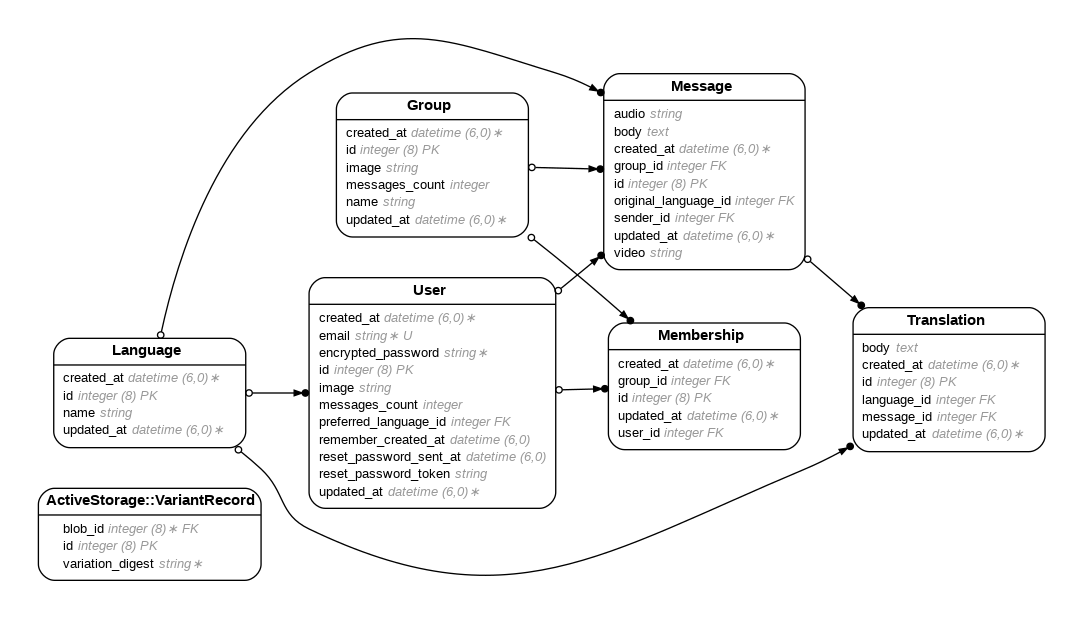 Message
audio string
body text
created_at datetime (6,0)∗
group_id integer FK
id integer (8) PK
original_language_id integer FK
sender_id integer FK
updated_at datetime (6,0)∗
video string
Group
created_at datetime (6,0)∗
id integer (8) PK
image string
messages_count integer
name string
updated_at datetime (6,0)∗
User
created_at datetime (6,0)∗
email string∗ U
encrypted_password string∗
id integer (8) PK
image string
messages_count integer
preferred_language_id integer FK
remember_created_at datetime (6,0)
reset_password_sent_at datetime (6,0)
reset_password_token string
updated_at datetime (6,0)∗
Membership
created_at datetime (6,0)∗
group_id integer FK
id integer (8) PK
updated_at datetime (6,0)∗
user_id integer FK
Translation
body text
created_at datetime (6,0)∗
id integer (8) PK
language_id integer FK
message_id integer FK
updated_at datetime (6,0)∗
Language
created_at datetime (6,0)∗
id integer (8) PK
name string
updated_at datetime (6,0)∗
ActiveStorage::VariantRecord
blob_id integer (8)∗ FK
id integer (8) PK
variation_digest string∗